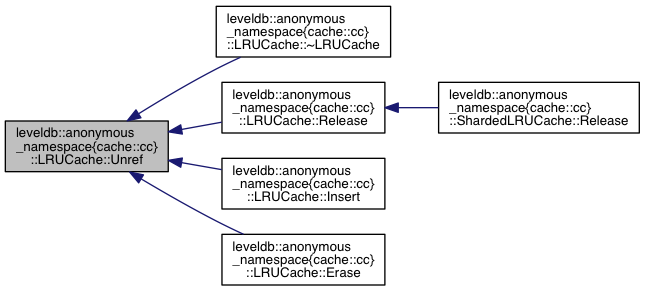 leveldb::anonymous
_namespace{cache::cc}
::LRUCache::~LRUCache
leveldb::anonymous
_namespace{cache::cc}
::LRUCache::Release
leveldb::anonymous
_namespace{cache::cc}
::ShardedLRUCache::Release
leveldb::anonymous
_namespace{cache::cc}
::LRUCache::Unref
leveldb::anonymous
_namespace{cache::cc}
::LRUCache::Insert
leveldb::anonymous
_namespace{cache::cc}
::LRUCache::Erase